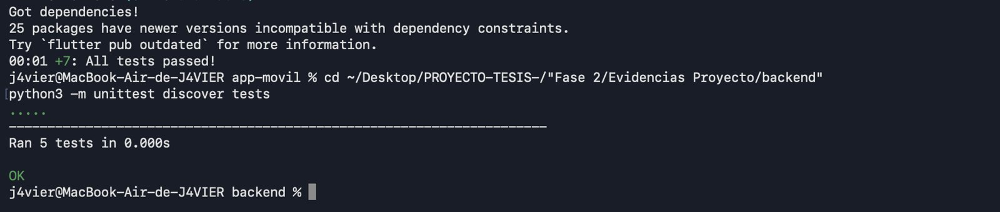 Got dependencies!
25 packages have newer versions incompatible with dependency constraints.
Try `flutter pub outdated` for more information.
00:01 +7: All tests passed!
j4vier@MacBook-Air-de-J4VIER app-movil % cd ~/Desktop/PROYECTO-TESIS-/"Fase 2/Evidencias Proyecto/backend"
[python3 -m unittest discover tests
.....
----------------------------------------------------------------------
Ran 5 tests in 0.000s
OK
j4vier@MacBook-Air-de-J4VIER backend %